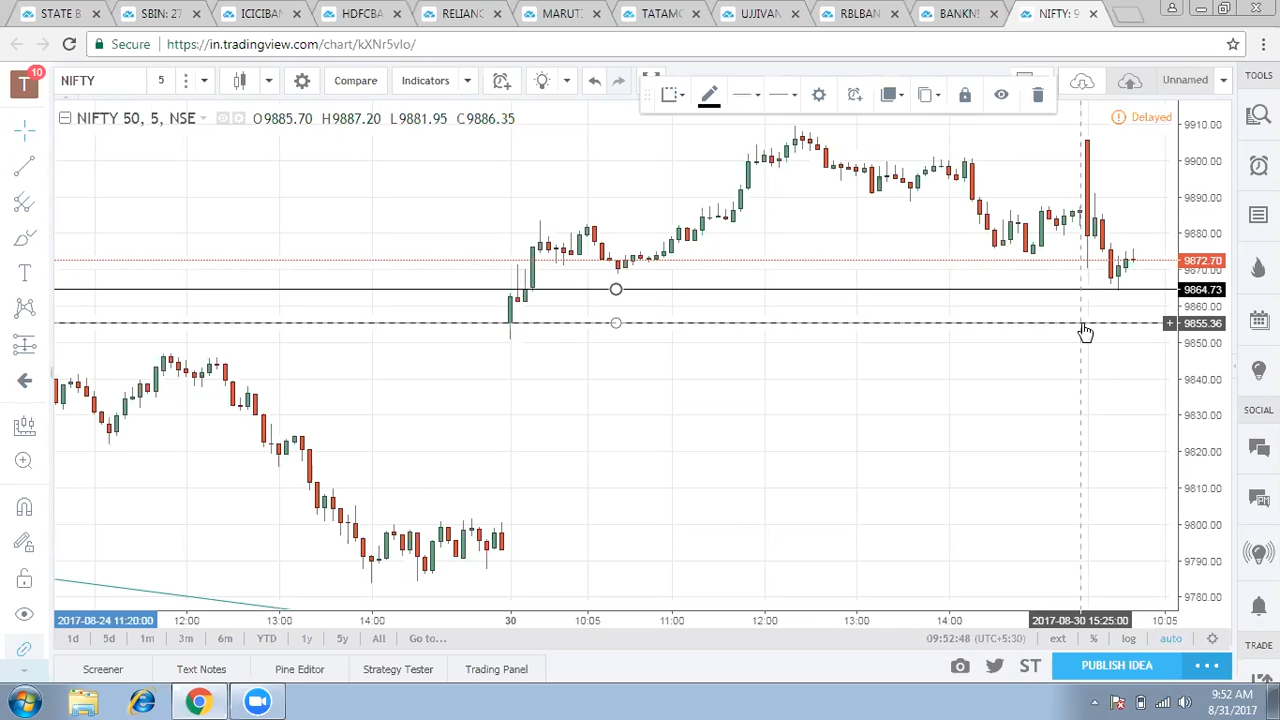 STATE B
SBIN: 27
ICICIBAN
HDFCBA
RELIANC
MARUT
TATAMO
UJJIVAN
RBLBAN
BANKN
NIFTY: 9
Secure
https://in.tradingview.com/chart/kXNr5vIo/
T
10
NIFTY
5
Compare
Indicators
Unnamed
TOOLS
NIFTY 50, 5, NSE
O9885.70 H9887.20 L9881.95 C9886.35
Delayed
9910.00
9900.00
9890.00
9880.00
9872.70
9870.00
9864.73
9860.00
9855.36
9850.00
9840.00
9830.00
9820.00
9810.00
9800.00
9790.00
9780.00
SOCIAL
TRADE
2017-08-24 11:20:00
12:00
13:00
14:00
30
10:05
11:00
12:00
13:00
14:00
2017-08-30 15:25:00
10:05
1d
5d
1m
3m
6m
YTD
1y
5y
All
Go to...
09:52:48 (UTC+5:30)
ext
%
log
auto
Screener
Text Notes
Pine Editor
Strategy Tester
Trading Panel
ST
PUBLISH IDEA
9:52 AM
8/31/2017